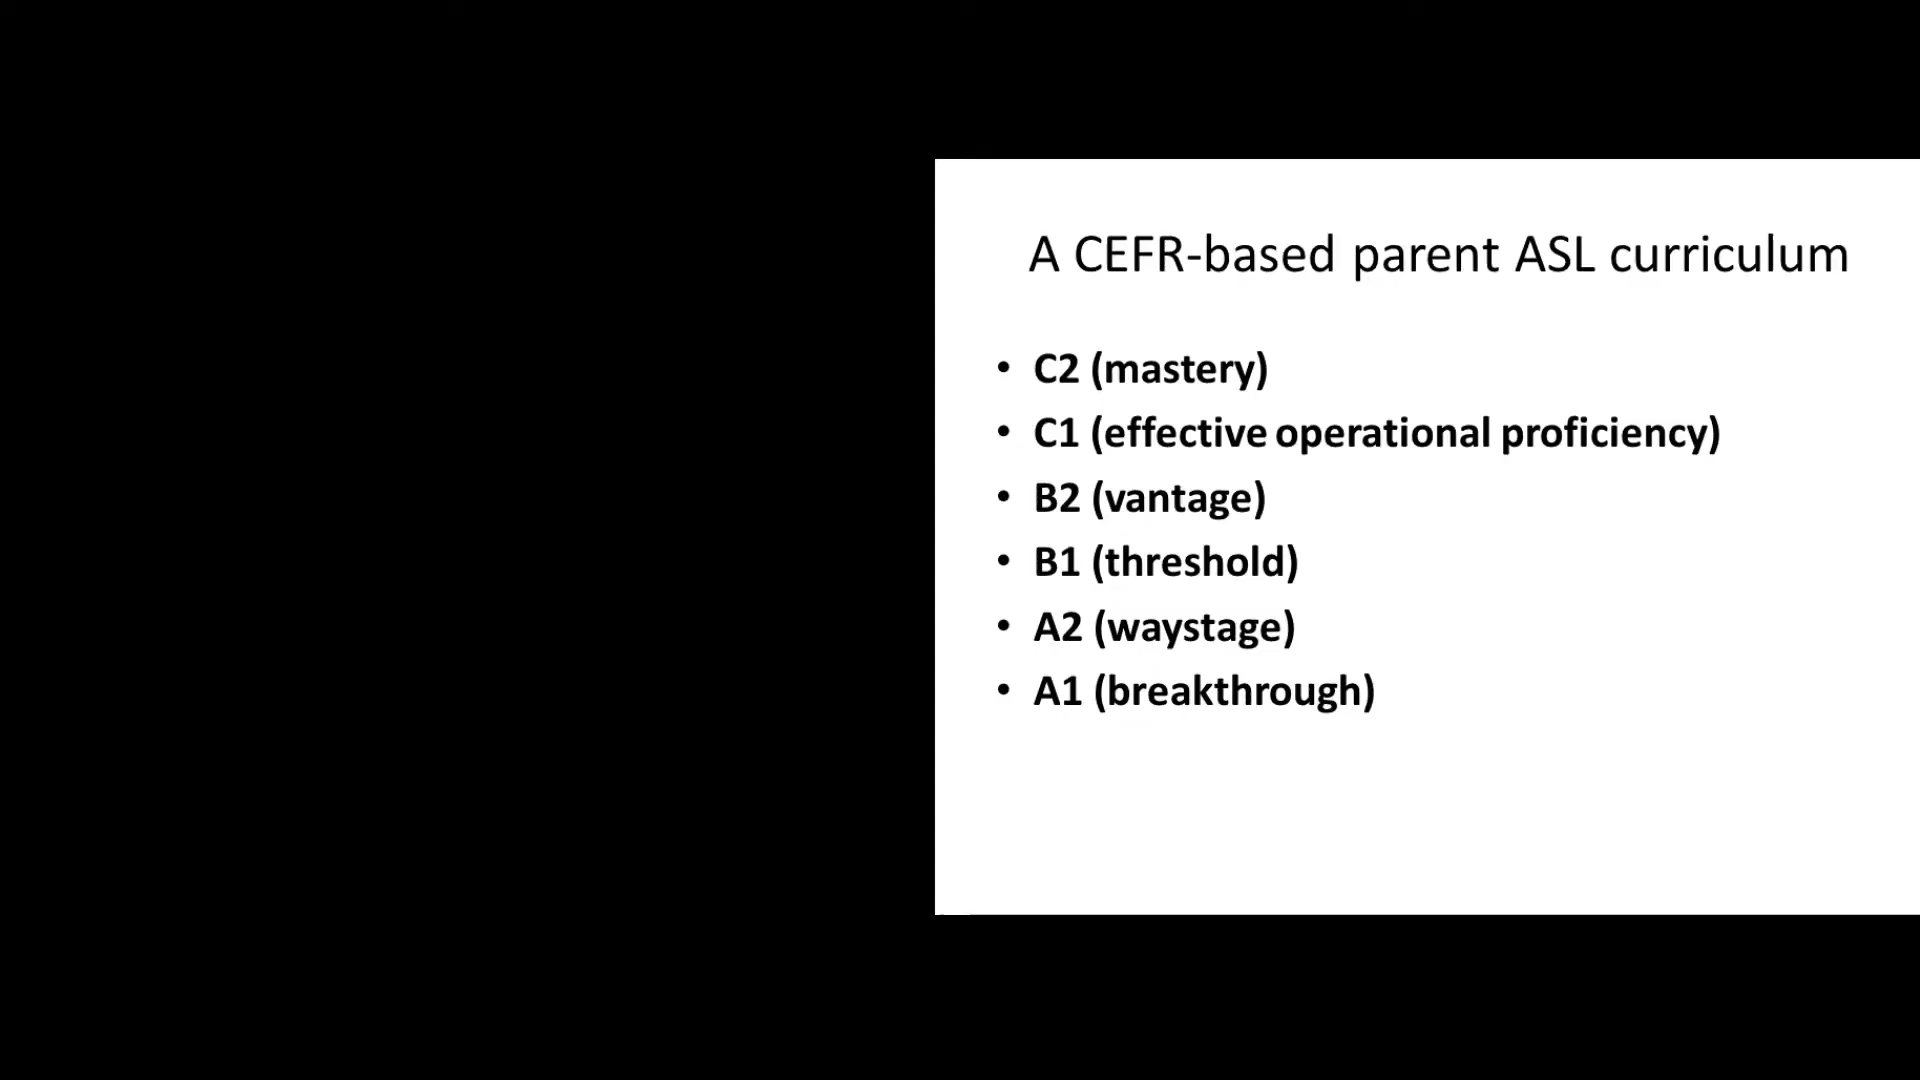 A CEFR-based parent ASL curriculum
• C2 (mastery)
• C1 (effective operational proficiency)
• B2 (vantage)
• B1 (threshold)
• A2 (waystage)
• A1 (breakthrough)